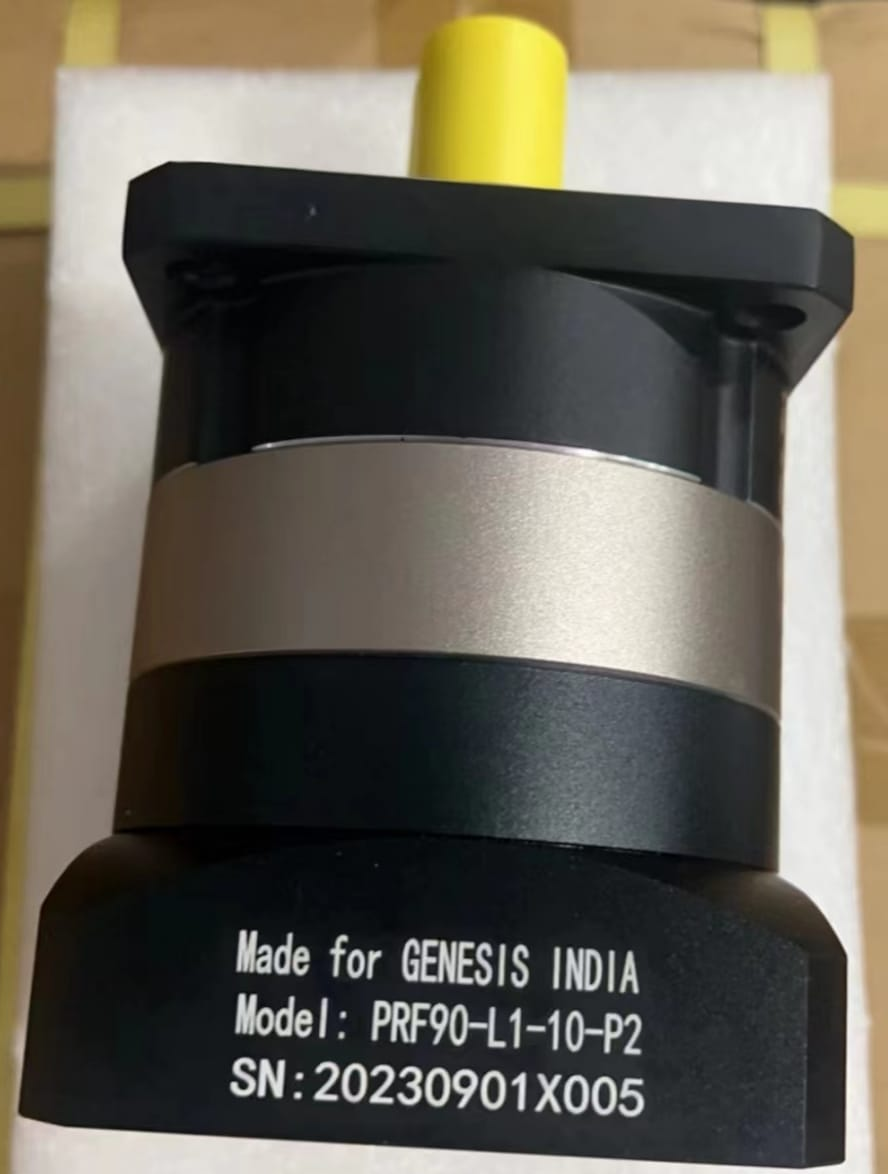 Made for GENESIS INDIA
Model: PRF90-L1-10-P2
SN:20230901X005